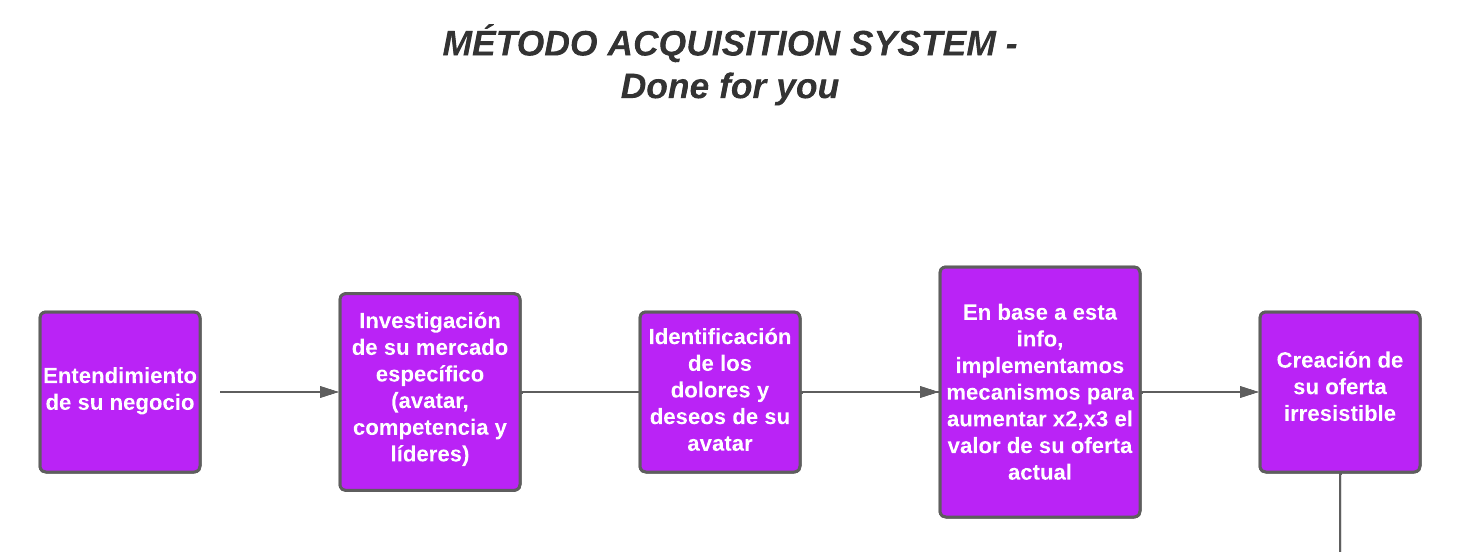 MÉTODO ACQUISITION SYSTEM -
Done for you
Entendimiento
de su negocio
Investigación
de su mercado
específico
(avatar,
competencia y
líderes)
Identificación
de los
dolores y
deseos de su
avatar
En base a esta
info,
implementamos
mecanismos para
aumentar x2,x3 el
valor de su oferta
actual
Creación de
su oferta
irresistible